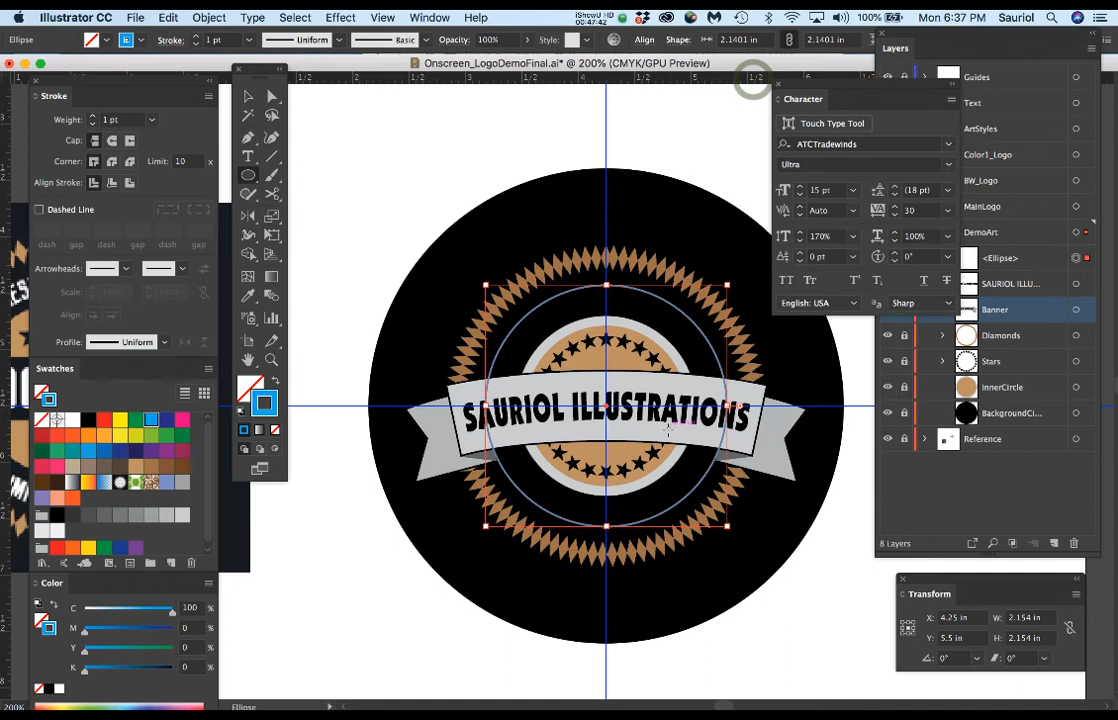 Illustrator CC File Edit Object Type Select Effect View Window Help iShowU 00:47:42 100% Mon 6:37 PM Sauriol
Ellipse Stroke: 1 pt Uniform Basic Opacity: 100% Style: Align Shape: 2.1401 in 2.1401 in
Onscreen_LogoDemoFinal.ai* @ 200% (CMYK/GPU Preview)
Stroke
Weight: 1 pt
Cap:
Corner: Limit: 10 x
Align Stroke:
Dashed Line
dash gap dash gap dash gap
Arrowheads:
Scale:
Align:
Profile: Uniform
Swatches
Color
C 100 %
M 0 %
Y 0 %
K 0 %
200% Ellipse
SAURIOL ILLUSTRATIONS
Character
Touch Type Tool
ATCTradewinds
Ultra
15 pt (18 pt)
Auto 30
170% 100%
0 pt 0°
English: USA Sharp
Layers
Guides
Text
ArtStyles
Color1_Logo
BW_Logo
MainLogo
DemoArt
<Ellipse>
SAURIOL ILLU...
Banner
Diamonds
Stars
InnerCircle
BackgroundCi...
Reference
8 Layers
Transform
X: 4.25 in W: 2.154 in
Y: 5.5 in H: 2.154 in
0° 0°